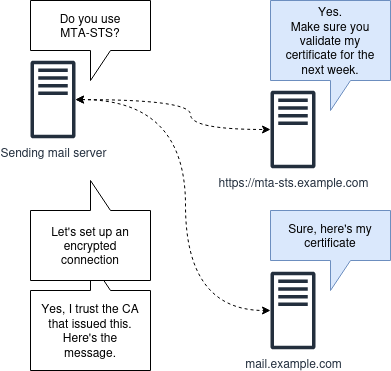 Do you use
MTA-STS?
Yes.
Make sure you
validate my
certificate for the
next week.
Sending mail server
https://mta-sts.example.com
Let's set up an
encrypted
connection
Sure, here's my
certificate
Yes, I trust the CA
that issued this.
Here's the
message.
mail.example.com